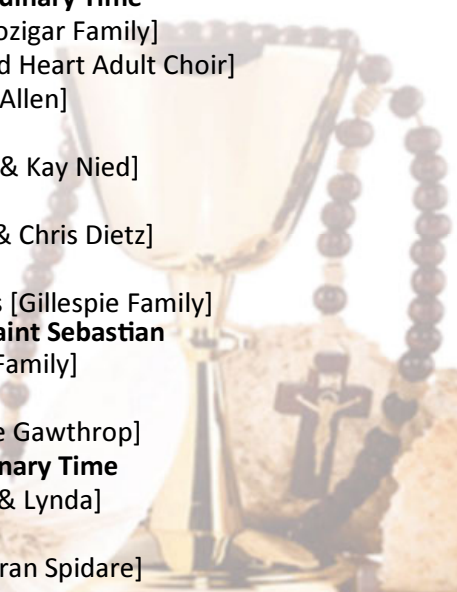 dinary Time
ozigar Family]
d Heart Adult Choir]
Allen]
& Kay Nied]
& Chris Dietz]
s [Gillespie Family]
aint Sebastian
Family]
e Gawthrop]
nary Time
& Lynda]
ran Spidare]